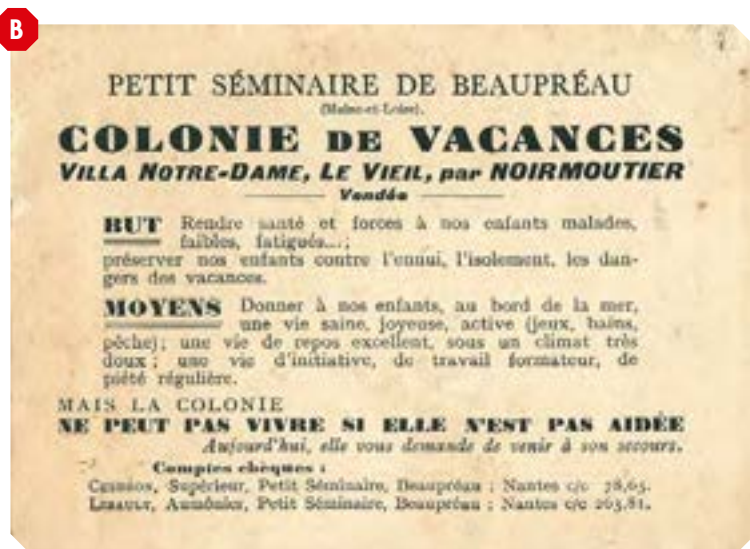 B
PETIT SÉMINAIRE DE BEAUPRÉAU
(Maine-et-Loire).
COLONIE DE VACANCES
VILLA NOTRE-DAME, LE VIEIL, par NOIRMOUTIER
Vendée
BUT Rendre santé et forces à nos enfants malades,
faibles, fatigués...;
préserver nos enfants contre l'ennui, l'isolement, les dan-
gers des vacances.
MOYENS Donner à nos enfants, au bord de la mer,
une vie saine, joyeuse, active (jeux, bains,
pêche); une vie de repos excellent, sous un climat très
doux; une vie d'initiative, de travail formateur, de
piété régulière.
MAIS LA COLONIE
NE PEUT PAS VIVRE SI ELLE N'EST PAS AIDÉE
Aujourd'hui, elle vous demande de venir à son secours.
Comptes chèques :
Supérieur, Petit Séminaire, Beaupréau ; Nantes c/c 78,65.
Aumônier, Petit Séminaire, Beaupréau ; Nantes c/c 263,81.